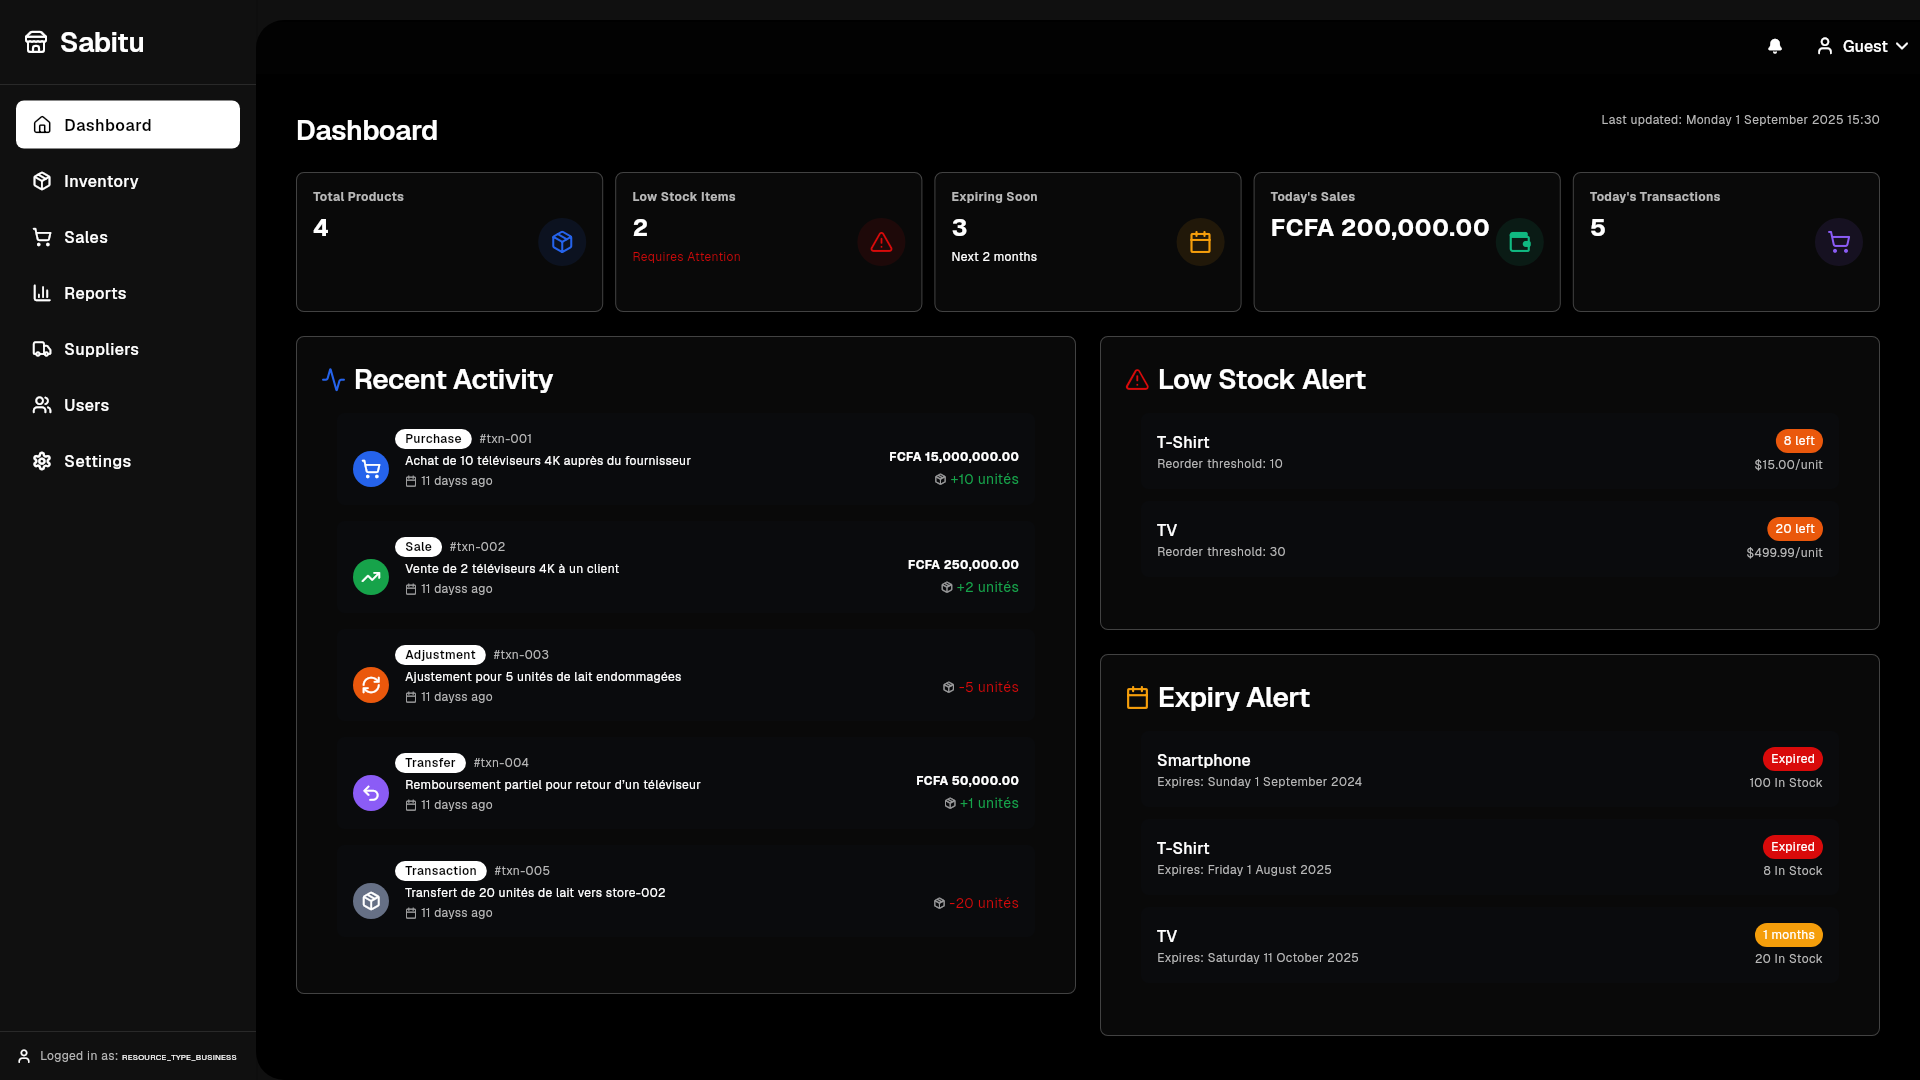 Sabitu
Guest
Dashboard
Inventory
Sales
Reports
Suppliers
Users
Settings
Logged in as: RESOURCE_TYPE_BUSINESS
Dashboard
Last updated: Monday 1 September 2025 15:30
Total Products
4
Low Stock Items
2
Requires Attention
Expiring Soon
3
Next 2 months
Today's Sales
FCFA 200,000.00
Today's Transactions
5
Recent Activity
Purchase #txn-001
Achat de 10 téléviseurs 4K auprès du fournisseur
11 dayss ago
FCFA 15,000,000.00
+10 unités
Sale #txn-002
Vente de 2 téléviseurs 4K à un client
11 dayss ago
FCFA 250,000.00
+2 unités
Adjustment #txn-003
Ajustement pour 5 unités de lait endommagées
11 dayss ago
-5 unités
Transfer #txn-004
Remboursement partiel pour retour d'un téléviseur
11 dayss ago
FCFA 50,000.00
+1 unités
Transaction #txn-005
Transfert de 20 unités de lait vers store-002
11 dayss ago
-20 unités
Low Stock Alert
T-Shirt
Reorder threshold: 10
8 left
$15.00/unit
TV
Reorder threshold: 30
20 left
$499.99/unit
Expiry Alert
Smartphone
Expires: Sunday 1 September 2024
Expired
100 In Stock
T-Shirt
Expires: Friday 1 August 2025
Expired
8 In Stock
TV
Expires: Saturday 11 October 2025
1 months
20 In Stock